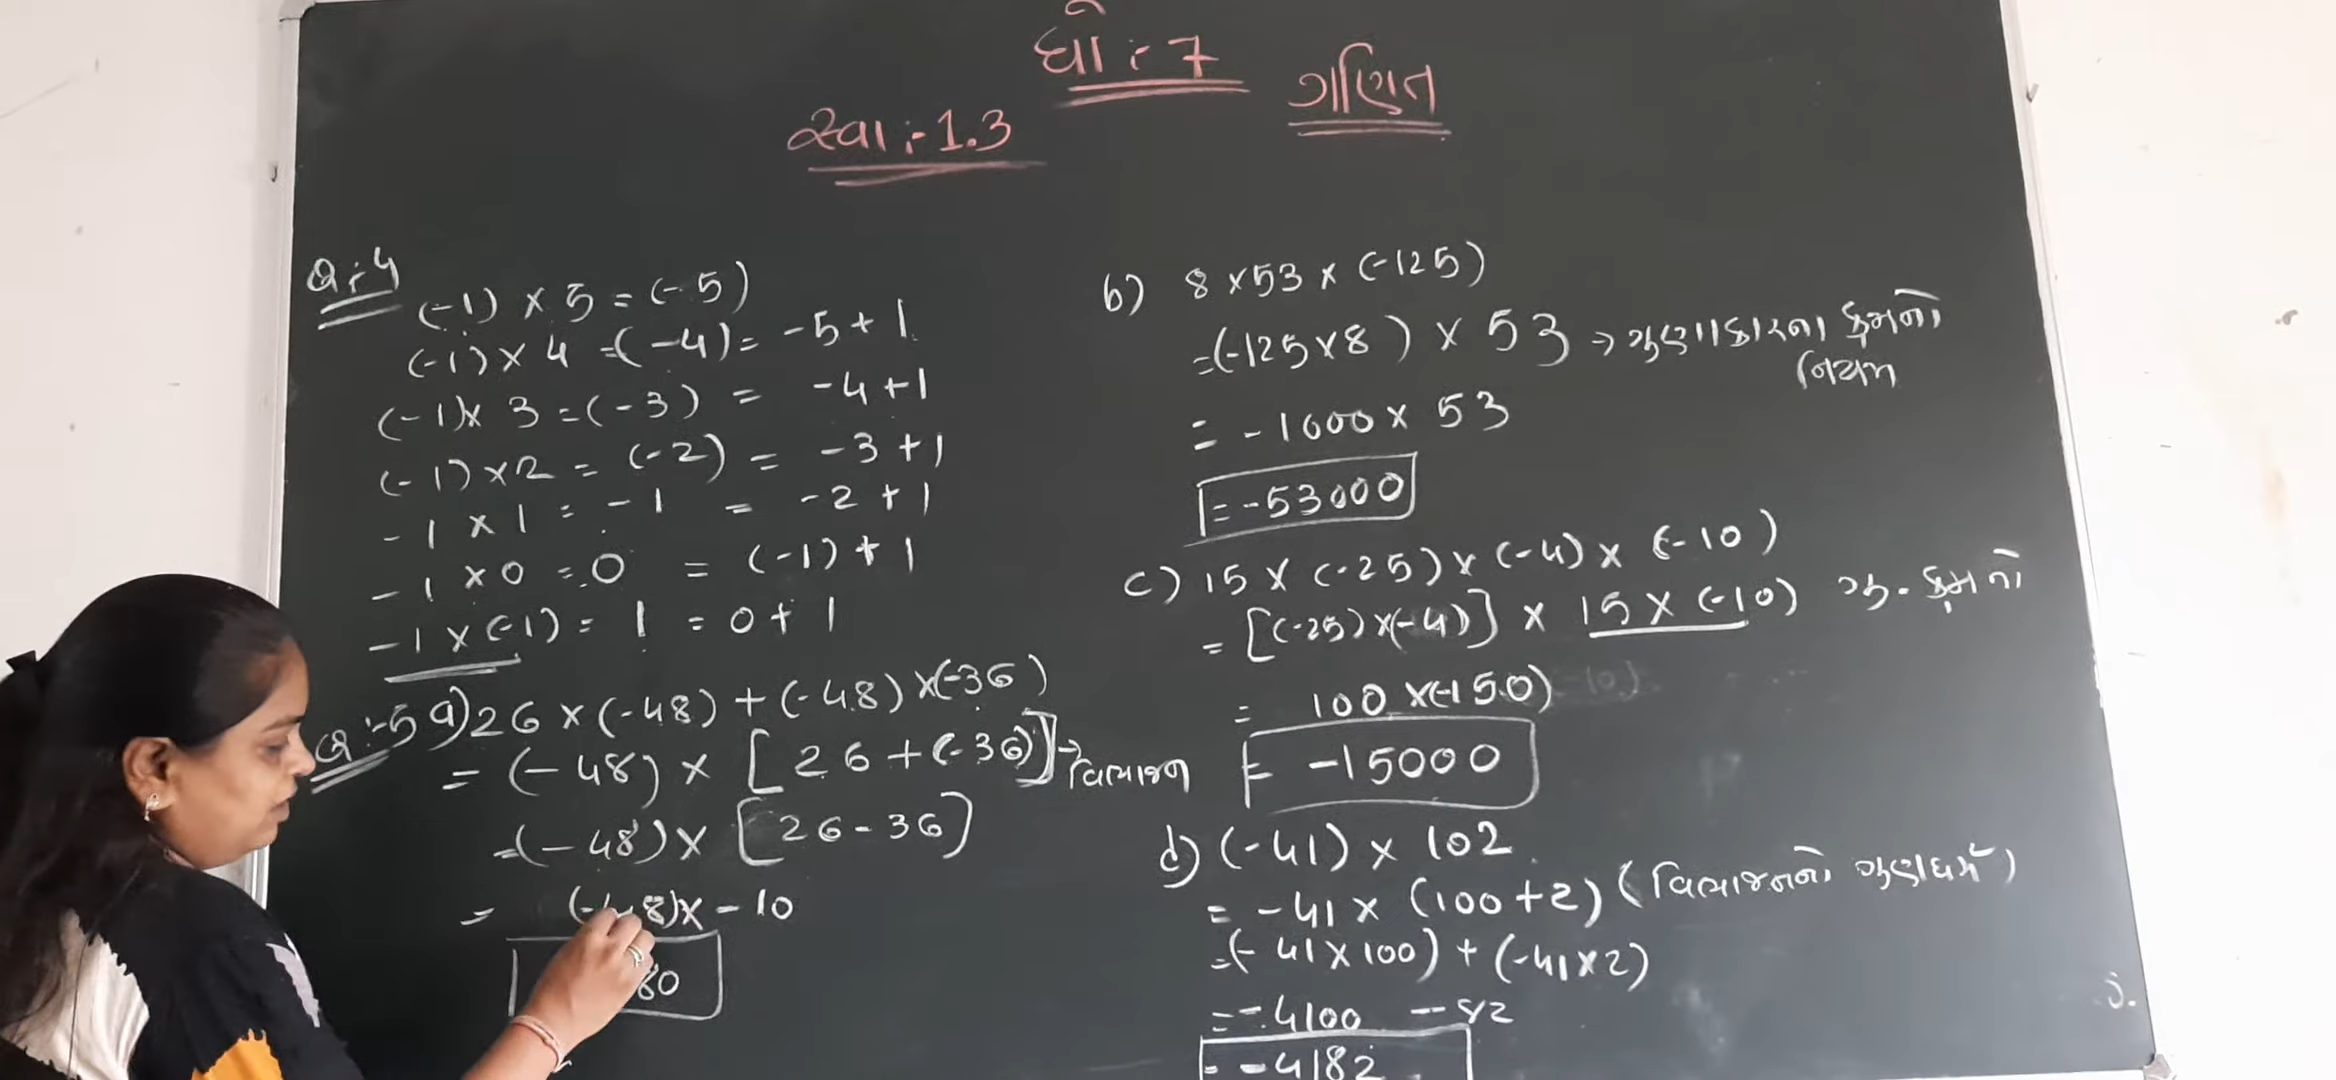 ધો :- 7
ગણિત
સ્વા :- 1.3
Q :- 4
(-1) × 5 = (-5)
(-1) × 4 = (-4) = -5 + 1
(-1) × 3 = (-3) = -4 + 1
(-1) × 2 = (-2) = -3 + 1
-1 × 1 = -1 = -2 + 1
-1 × 0 = 0 = (-1) + 1
-1 × (-1) = 1 = 0 + 1
Q :- 5 a) 26 × (-48) + (-48) × (-36)
= (-48) × [26 + (-36)] → વિભાજન
= (-48) × [26 - 36]
= (-48) × - 10
80
b) 8 × 53 × (-125)
= (-125 × 8) × 53 → ગુણાકારના ક્રમનો
નિયમ
= -1000 × 53
= -53000
c) 15 × (-25) × (-4) × (-10)
= [(-25) × (-4)] × 15 × (-10) ગુ. ક્રમનો
= 100 × (-150)
= -15000
d) (-41) × 102
= -41 × (100 + 2) (વિભાજનનો ગુણધર્મ)
= (-41 × 100) + (-41 × 2)
= -4100 - 82
= -4182